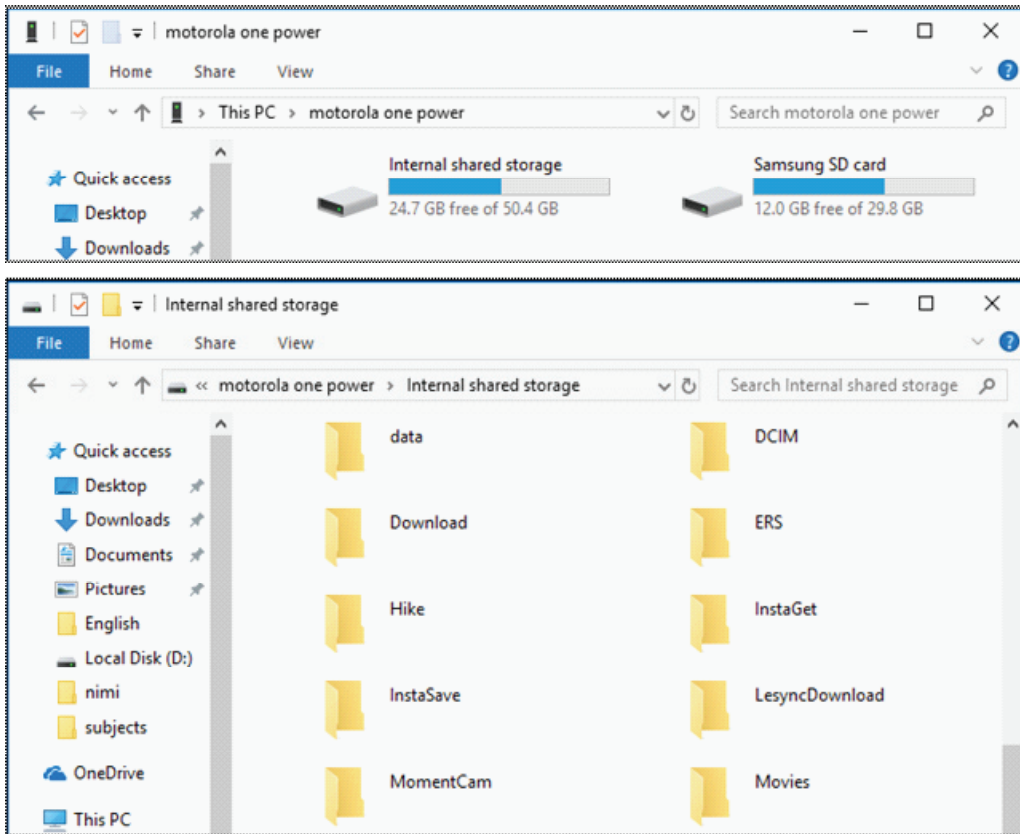 motorola one power
File Home Share View
This PC > motorola one power Search motorola one power
Quick access
Desktop
Downloads
Internal shared storage
24.7 GB free of 50.4 GB
Samsung SD card
12.0 GB free of 29.8 GB
Internal shared storage
File Home Share View
« motorola one power > Internal shared storage Search Internal shared storage
Quick access
Desktop
Downloads
Documents
Pictures
English
Local Disk (D:)
nimi
subjects
OneDrive
This PC
data DCIM
Download ERS
Hike InstaGet
InstaSave LesyncDownload
MomentCam Movies